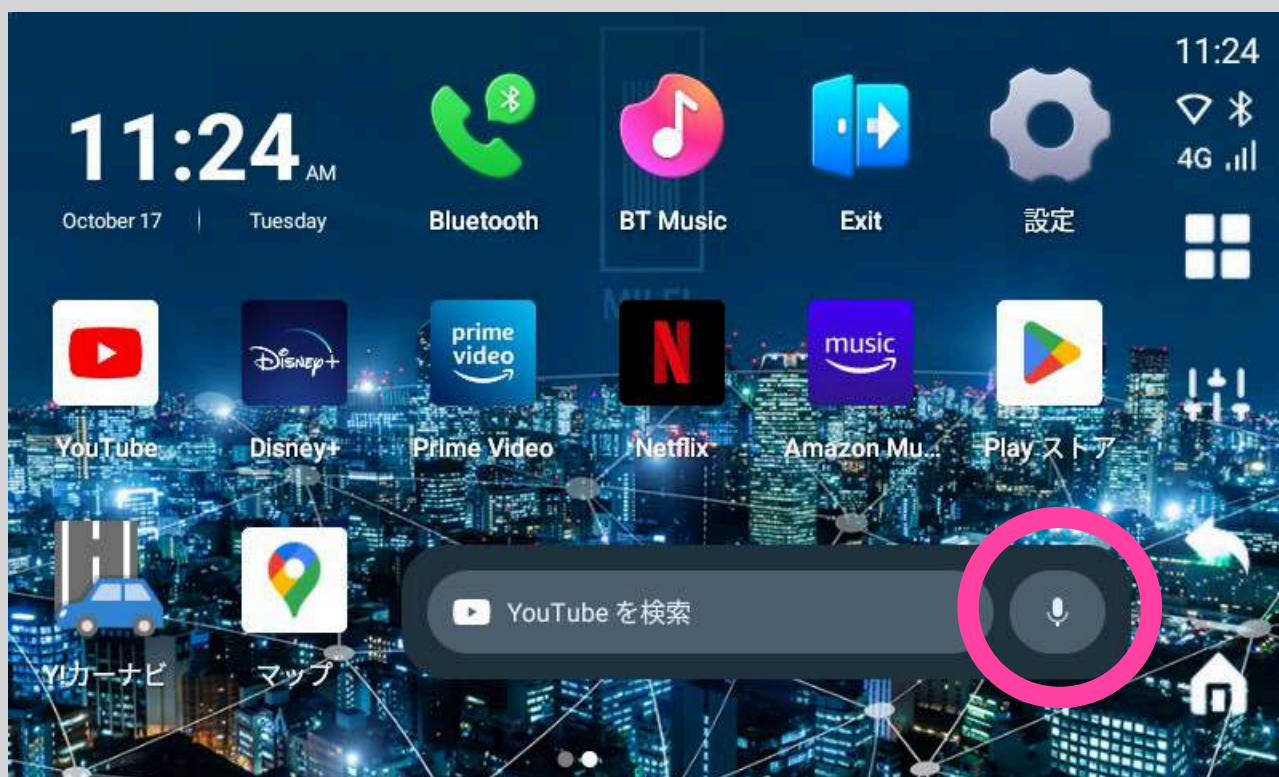 11:24
11:24 AM
4G
October 17 | Tuesday
Bluetooth
BT Music
Exit
設定
prime video
Disney+
music
YouTube
Disney+
Prime Video
Netflix
Amazon Mu...
Play ストア
YouTube を検索
Y!カーナビ
マップ